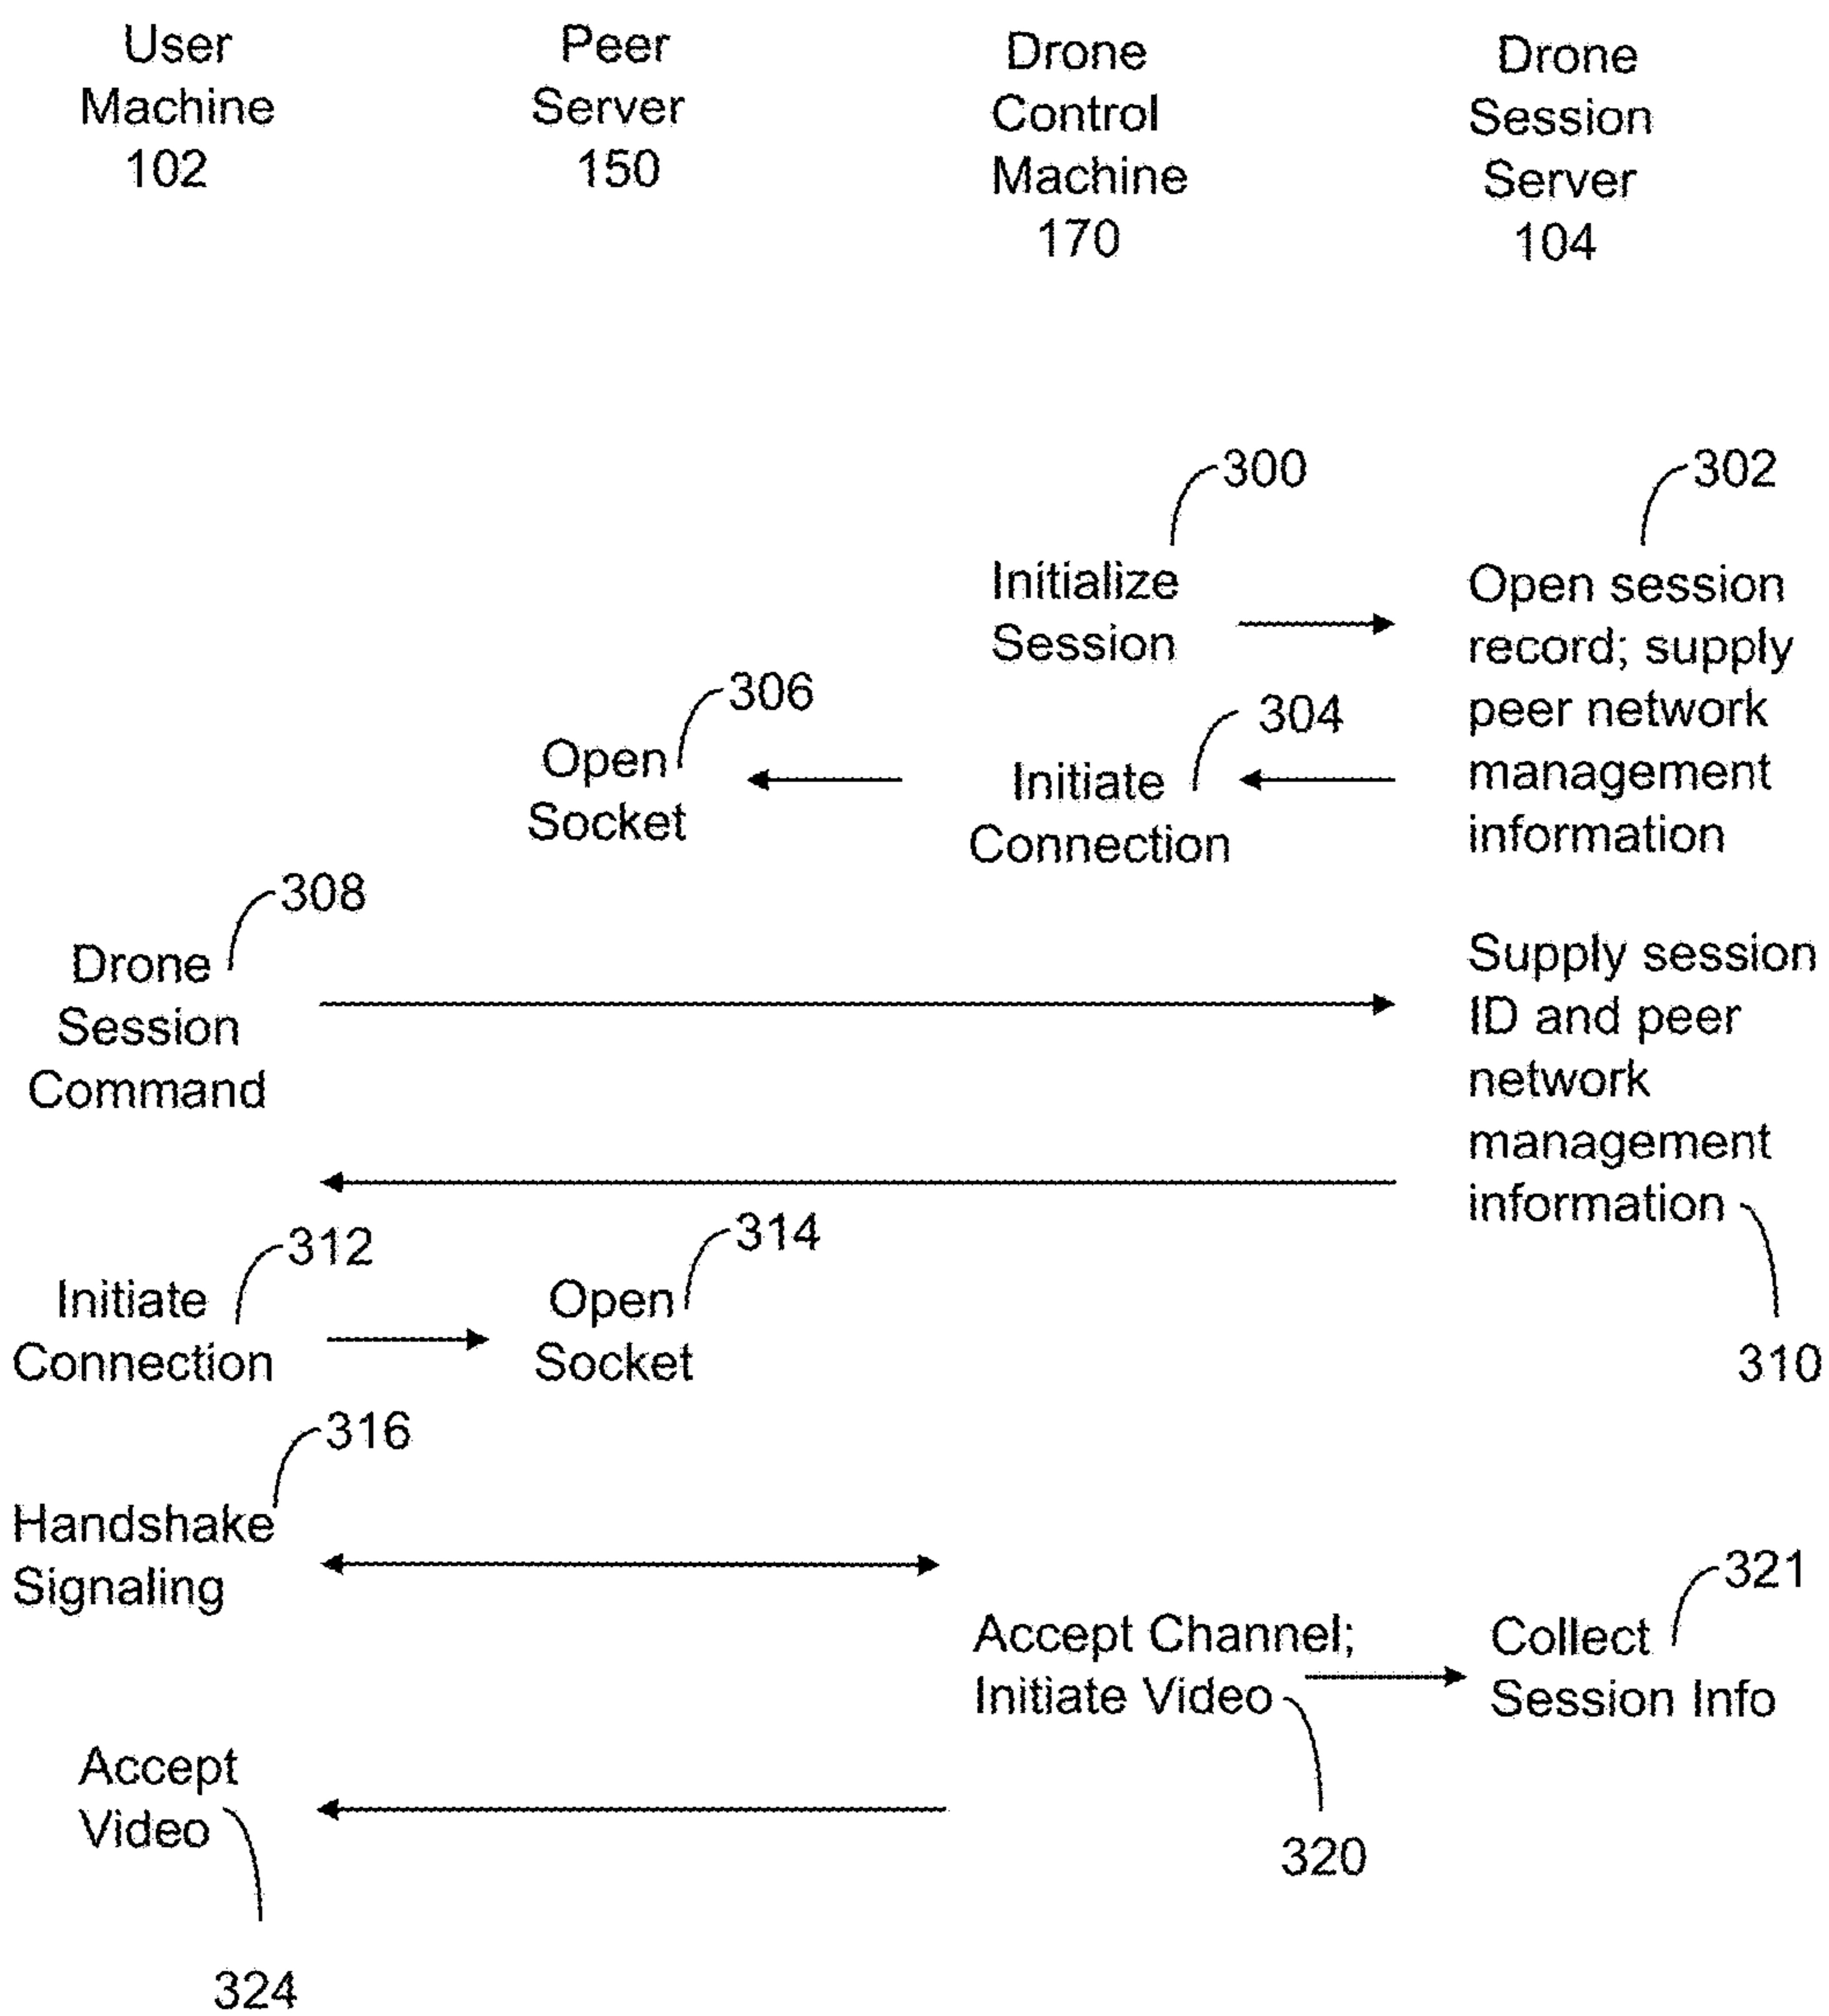 User
Machine
102
Peer
Server
150
Drone
Control
Machine
170
Drone
Session
Server
104
300
Initialize
Session
302
Open session
record; supply
peer network
management
information
304
Initiate
Connection
306
Open
Socket
308
Drone
Session
Command
Supply session
ID and peer
network
management
information
310
312
Initiate
Connection
314
Open
Socket
316
Handshake
Signaling
Accept Channel;
Initiate Video
320
321
Collect
Session Info
Accept
Video
324